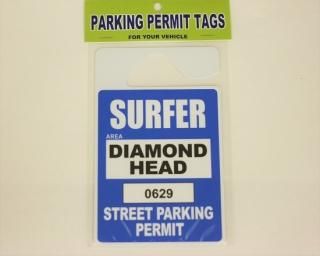 PARKING PERMIT TAGS
FOR YOUR VEHICLE
SURFER
AREA
DIAMOND
HEAD
0629
STREET PARKING
PERMIT